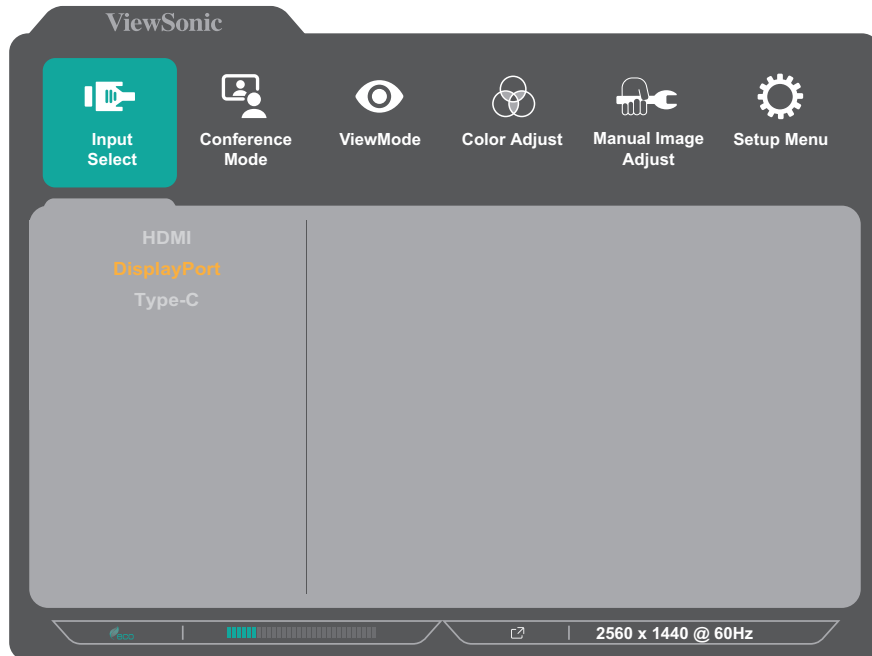 ViewSonic
Input
Select
Conference
Mode
ViewMode
Color Adjust
Manual Image
Adjust
Setup Menu
HDMI
DisplayPort
Type-C
eco
2560 x 1440 @ 60Hz